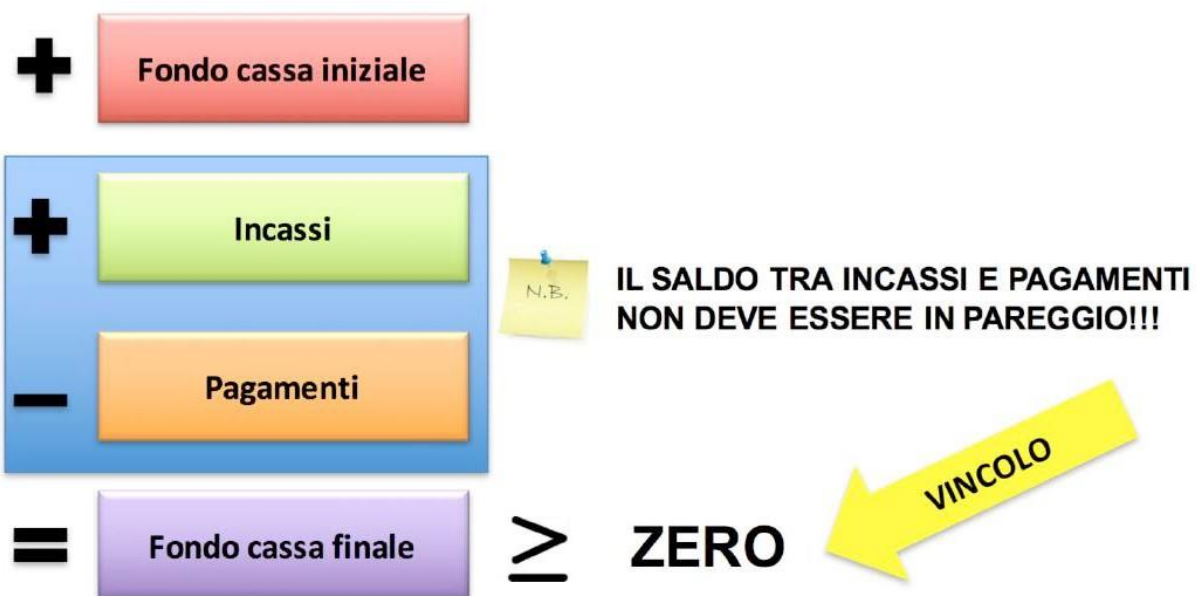 + Fondo cassa iniziale
+ Incassi
N.B.
IL SALDO TRA INCASSI E PAGAMENTI
NON DEVE ESSERE IN PAREGGIO!!!
− Pagamenti
VINCOLO
= Fondo cassa finale ≥ ZERO